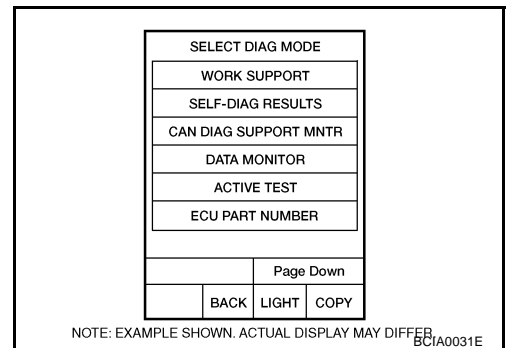 SELECT DIAG MODE
WORK SUPPORT
SELF-DIAG RESULTS
CAN DIAG SUPPORT MNTR
DATA MONITOR
ACTIVE TEST
ECU PART NUMBER
Page Down
BACK LIGHT COPY
NOTE: EXAMPLE SHOWN. ACTUAL DISPLAY MAY DIFFER.
BCIA0031E